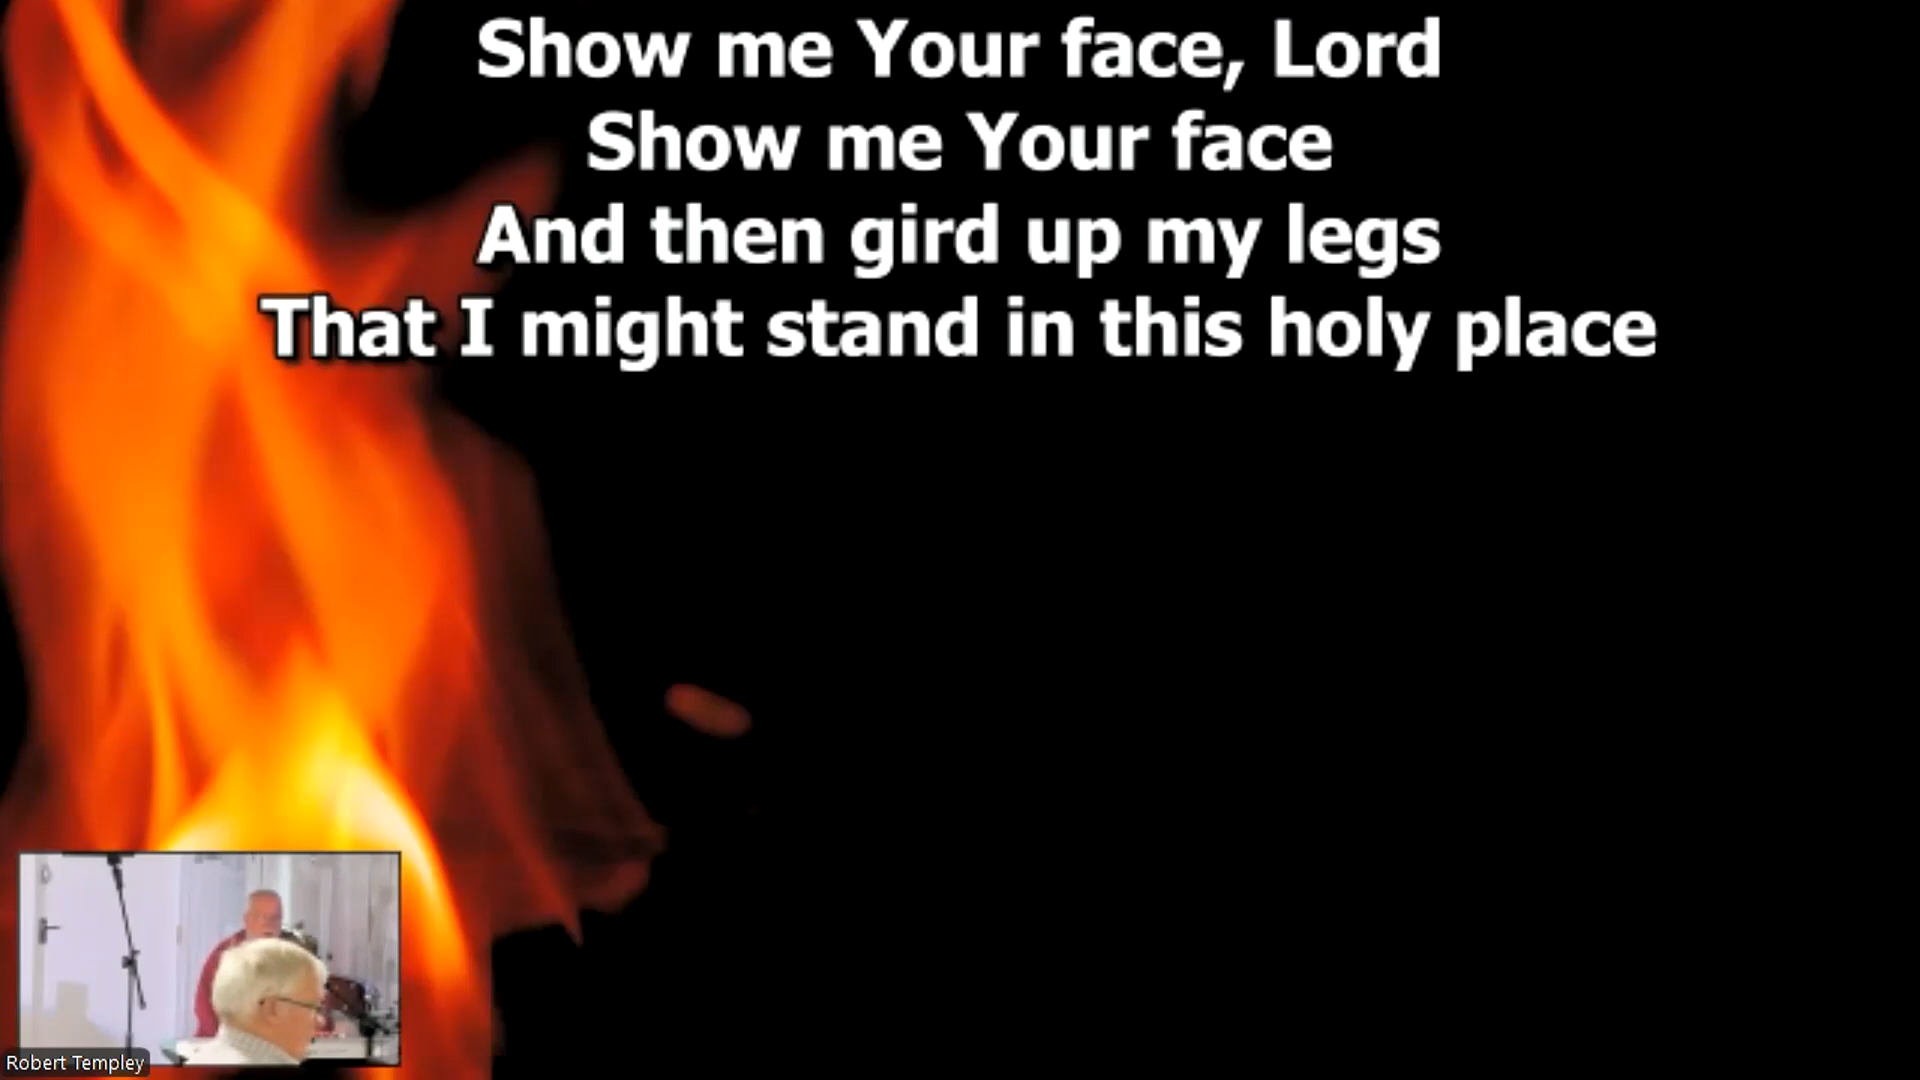 Show me Your face, Lord
Show me Your face
And then gird up my legs
That I might stand in this holy place
Robert Templey